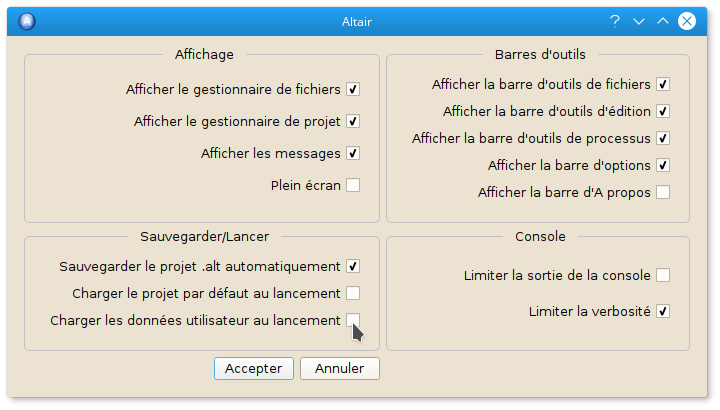 Altair
Affichage
Afficher le gestionnaire de fichiers
Afficher le gestionnaire de projet
Afficher les messages
Plein écran
Barres d'outils
Afficher la barre d'outils de fichiers
Afficher la barre d'outils d'édition
Afficher la barre d'outils de processus
Afficher la barre d'options
Afficher la barre d'A propos
Sauvegarder/Lancer
Sauvegarder le projet .alt automatiquement
Charger le projet par défaut au lancement
Charger les données utilisateur au lancement
Console
Limiter la sortie de la console
Limiter la verbosité
Accepter
Annuler